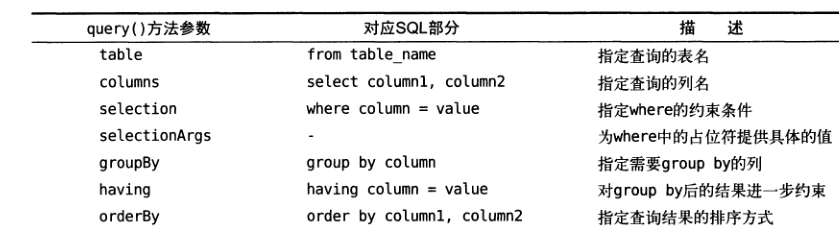 query()方法参数 对应SQL部分 描 述
table from table_name 指定查询的表名
columns select column1, column2 指定查询的列名
selection where column = value 指定where的约束条件
selectionArgs - 为where中的占位符提供具体的值
groupBy group by column 指定需要group by的列
having having column = value 对group by后的结果进一步约束
orderBy order by column1, column2 指定查询结果的排序方式